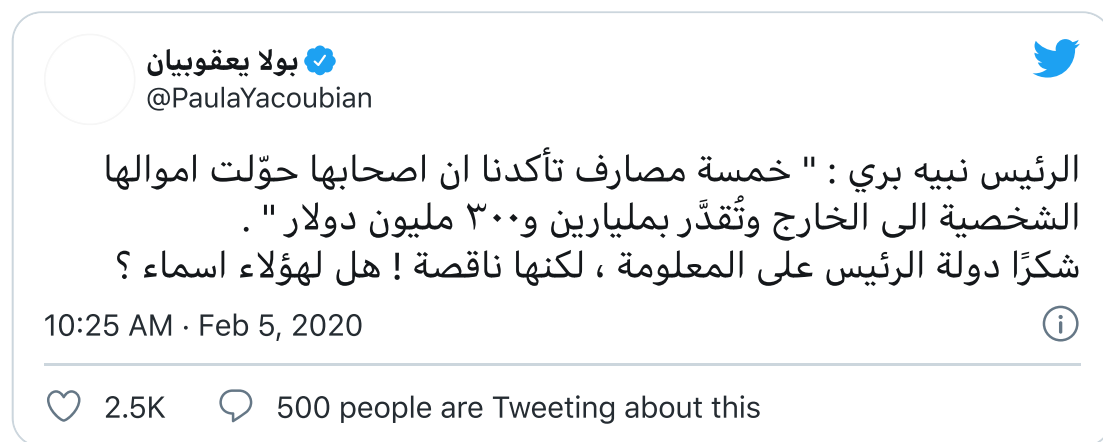 بولا يعقوبيان
@PaulaYacoubian
الرئيس نبيه بري : " خمسة مصارف تأكدنا ان اصحابها حوّلت اموالها
الشخصية الى الخارج وتُقدَّر بمليارين و٣٠٠ مليون دولار " .
شكرًا دولة الرئيس على المعلومة ، لكنها ناقصة ! هل لهؤلاء اسماء ؟
10:25 AM · Feb 5, 2020
2.5K 500 people are Tweeting about this